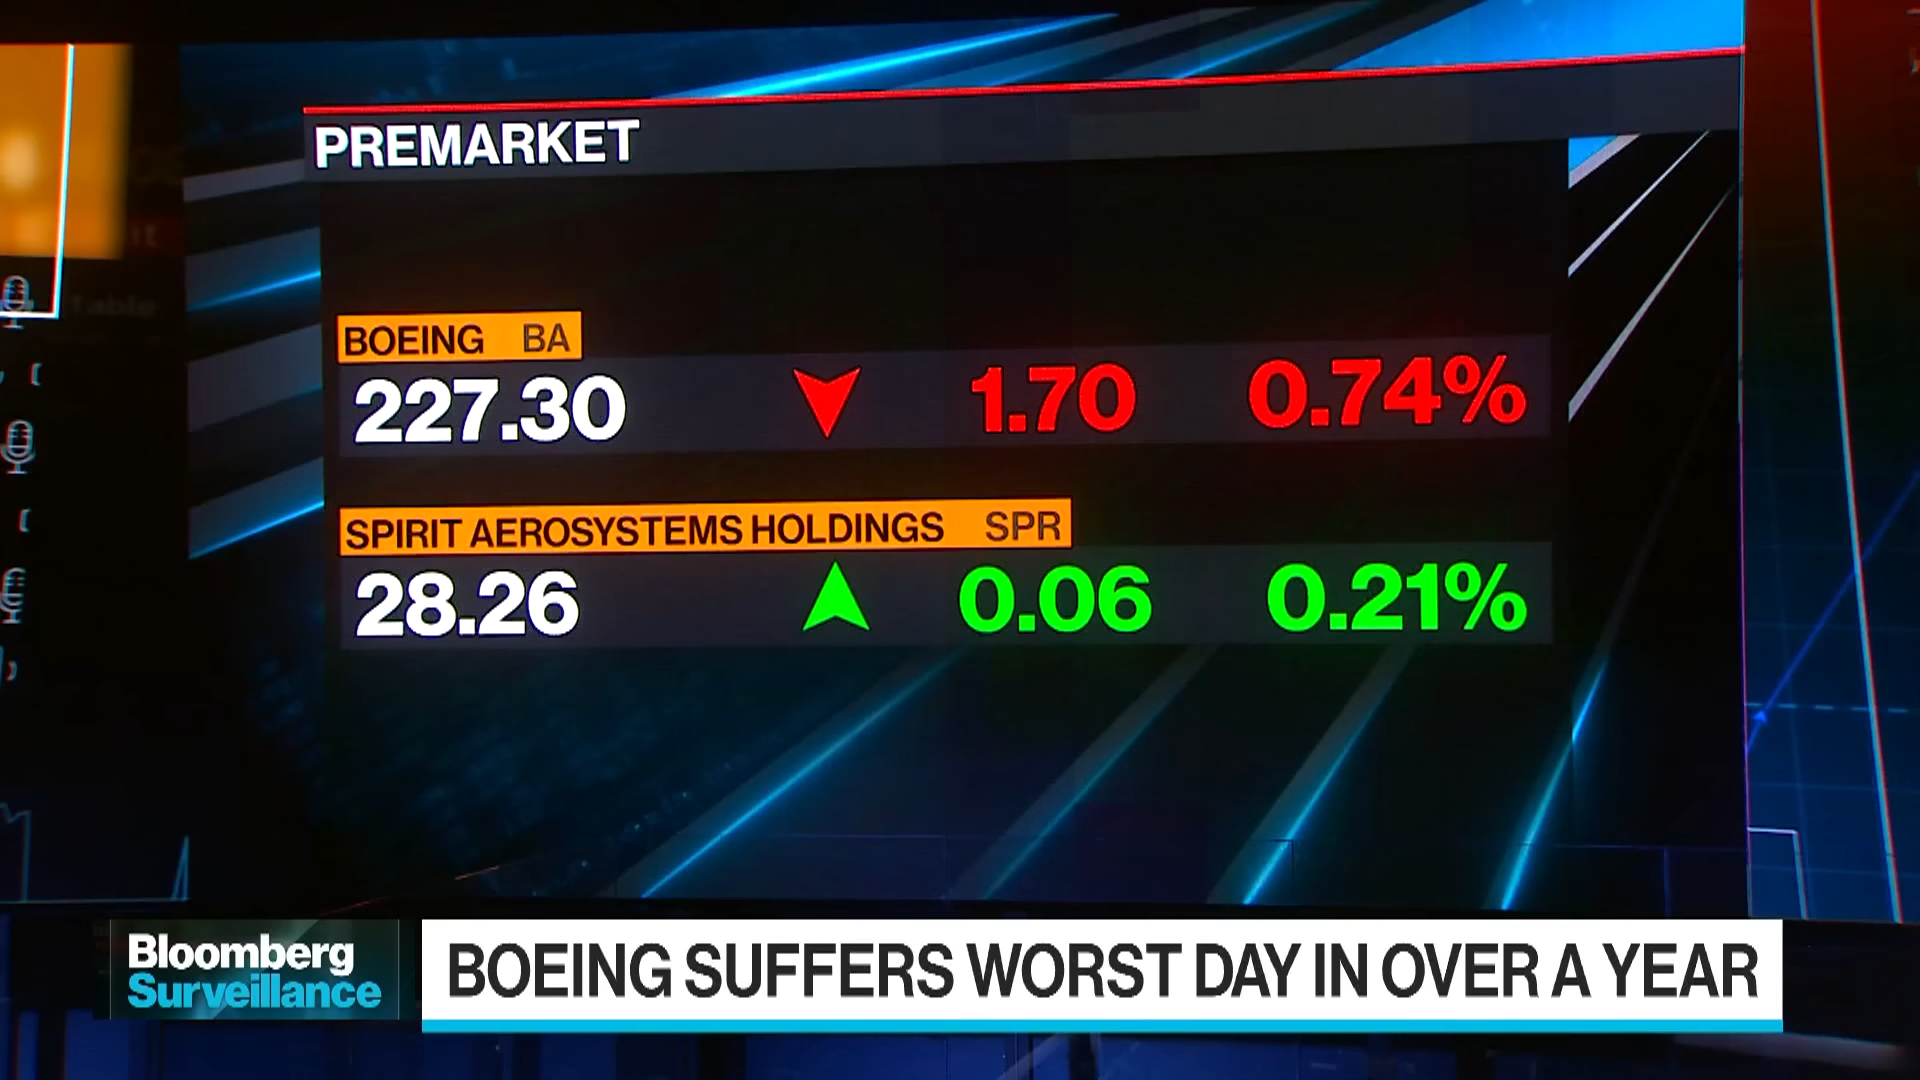 PREMARKET
BOEING BA
227.30 1.70 0.74%
SPIRIT AEROSYSTEMS HOLDINGS SPR
28.26 0.06 0.21%
Table
Bloomberg
Surveillance
BOEING SUFFERS WORST DAY IN OVER A YEAR